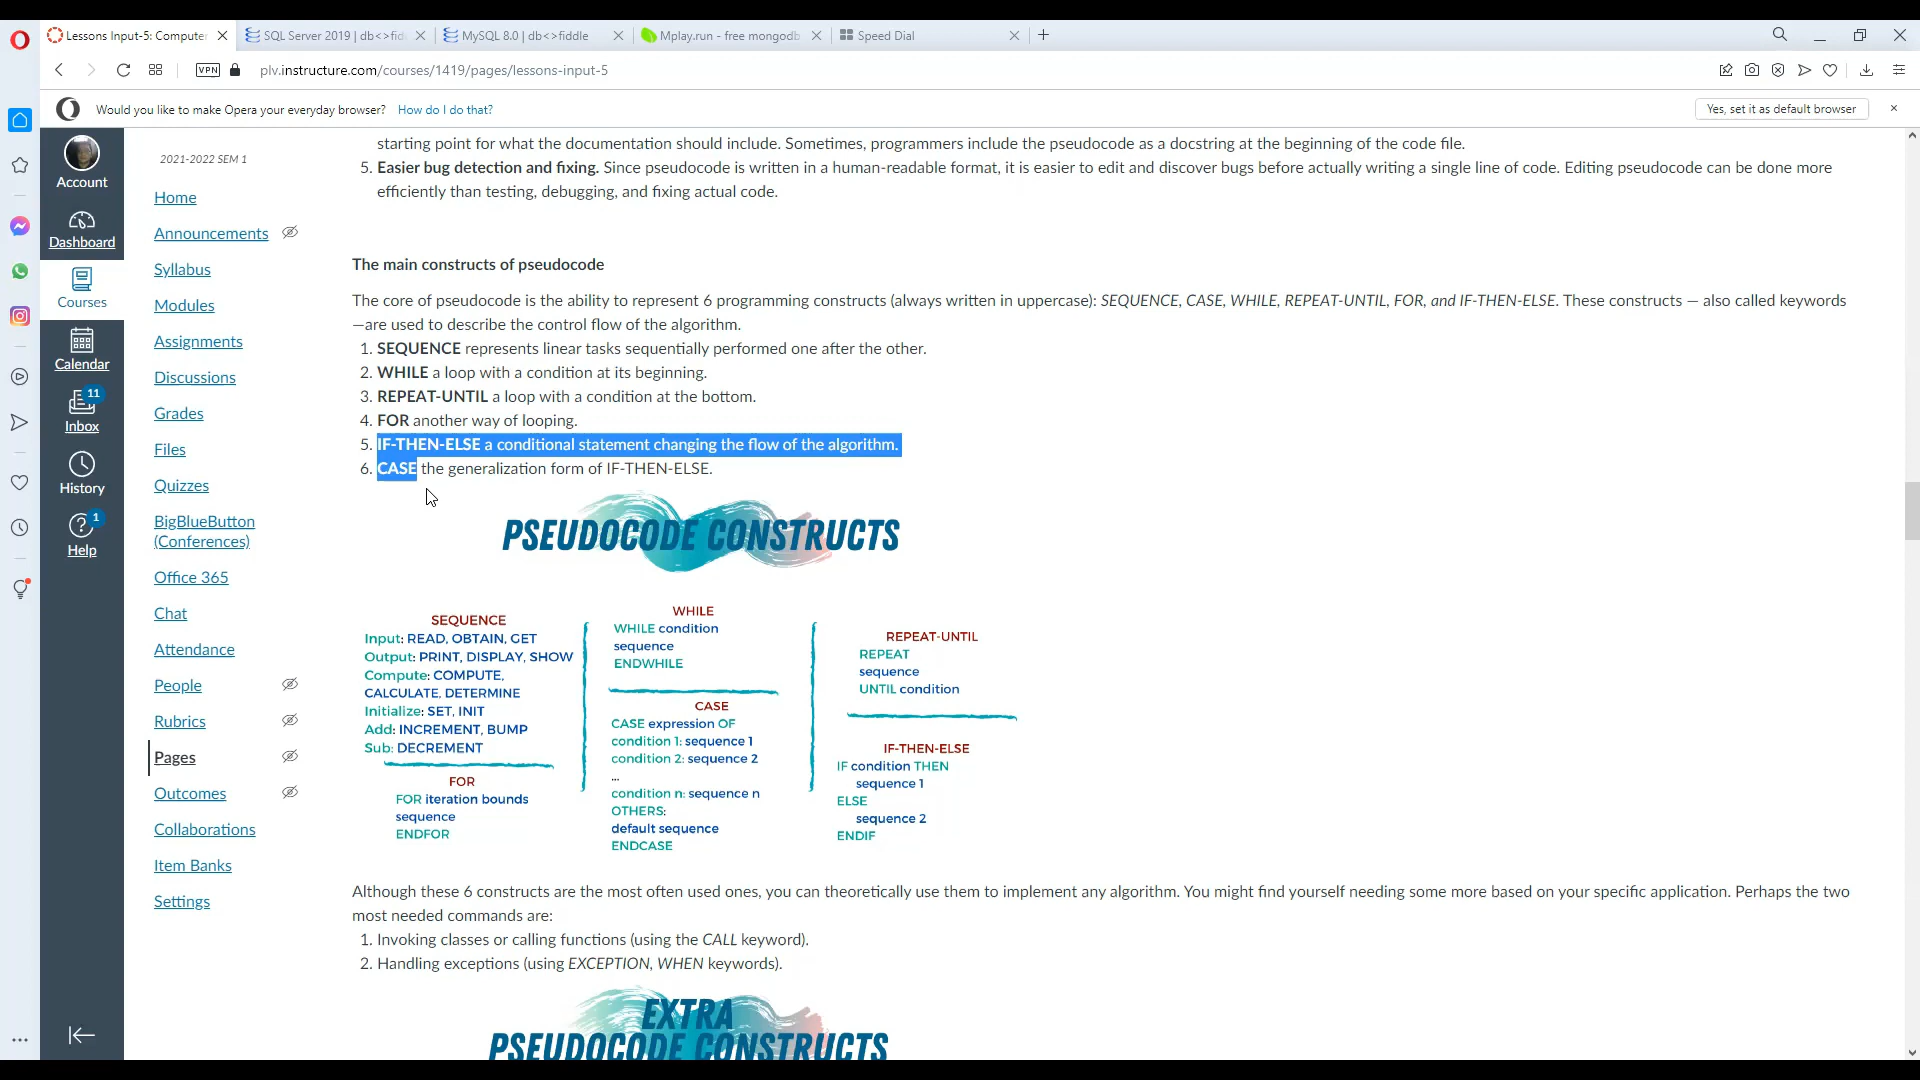 Lessons Input-5: Computer
SQL Server 2019 | db<>fid
MySQL 8.0 | db<>fiddle
Mplay.run - free mongodb
Speed Dial
VPN
plv.instructure.com/courses/1419/pages/lessons-input-5
Would you like to make Opera your everyday browser? How do I do that?
Yes, set it as default browser
Account
Dashboard
Courses
Calendar
11
Inbox
History
1
Help
2021-2022 SEM 1
Home
Announcements
Syllabus
Modules
Assignments
Discussions
Grades
Files
Quizzes
BigBlueButton
(Conferences)
Office 365
Chat
Attendance
People
Rubrics
Pages
Outcomes
Collaborations
Item Banks
Settings
starting point for what the documentation should include. Sometimes, programmers include the pseudocode as a docstring at the beginning of the code file.
5. Easier bug detection and fixing. Since pseudocode is written in a human-readable format, it is easier to edit and discover bugs before actually writing a single line of code. Editing pseudocode can be done more
efficiently than testing, debugging, and fixing actual code.
The main constructs of pseudocode
The core of pseudocode is the ability to represent 6 programming constructs (always written in uppercase): SEQUENCE, CASE, WHILE, REPEAT-UNTIL, FOR, and IF-THEN-ELSE. These constructs — also called keywords
—are used to describe the control flow of the algorithm.
1. SEQUENCE represents linear tasks sequentially performed one after the other.
2. WHILE a loop with a condition at its beginning.
3. REPEAT-UNTIL a loop with a condition at the bottom.
4. FOR another way of looping.
5. IF-THEN-ELSE a conditional statement changing the flow of the algorithm.
6. CASE the generalization form of IF-THEN-ELSE.
PSEUDOCODE CONSTRUCTS
SEQUENCE
Input: READ, OBTAIN, GET
Output: PRINT, DISPLAY, SHOW
Compute: COMPUTE,
CALCULATE, DETERMINE
Initialize: SET, INIT
Add: INCREMENT, BUMP
Sub: DECREMENT
FOR
FOR iteration bounds
sequence
ENDFOR
WHILE
WHILE condition
sequence
ENDWHILE
CASE
CASE expression OF
condition 1: sequence 1
condition 2: sequence 2
...
condition n: sequence n
OTHERS:
default sequence
ENDCASE
REPEAT-UNTIL
REPEAT
sequence
UNTIL condition
IF-THEN-ELSE
IF condition THEN
sequence 1
ELSE
sequence 2
ENDIF
Although these 6 constructs are the most often used ones, you can theoretically use them to implement any algorithm. You might find yourself needing some more based on your specific application. Perhaps the two
most needed commands are:
1. Invoking classes or calling functions (using the CALL keyword).
2. Handling exceptions (using EXCEPTION, WHEN keywords).
EXTRA
PSEUDOCODE CONSTRUCTS